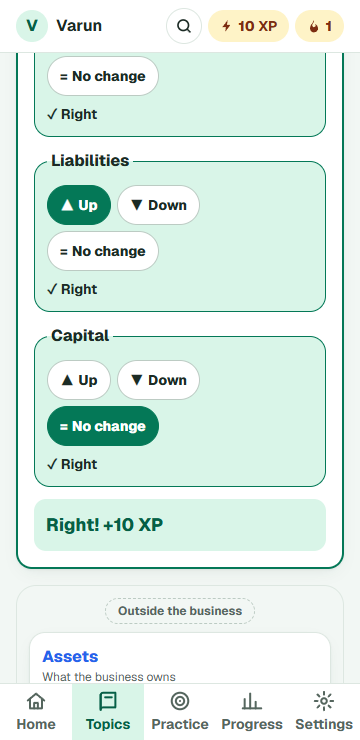 V Varun 10 XP 1
= No change
✓ Right
Liabilities
▲ Up ▼ Down
= No change
✓ Right
Capital
▲ Up ▼ Down
= No change
✓ Right
Right! +10 XP
Outside the business
Assets
What the business owns
Home Topics Practice Progress Settings